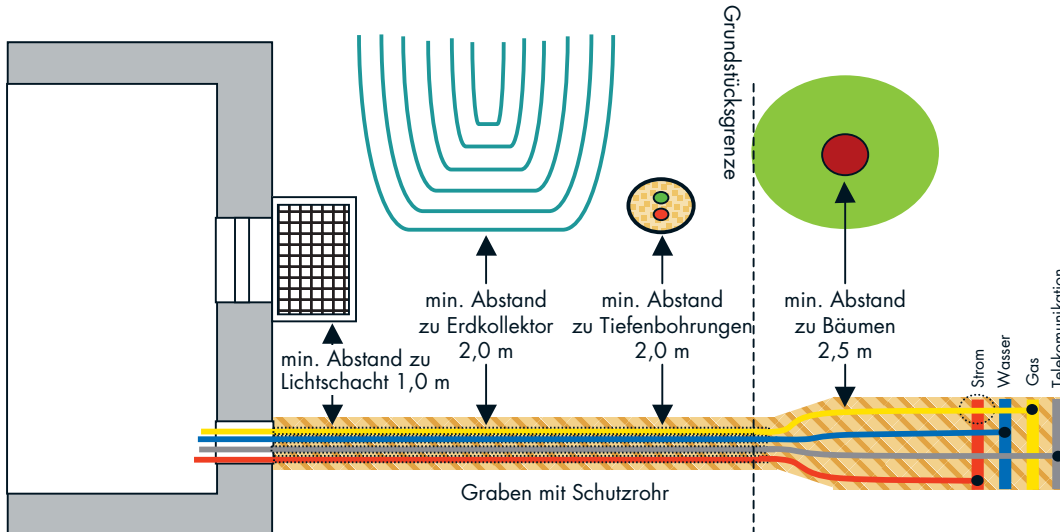 Grundstücksgrenze
min. Abstand zu
Lichtschacht 1,0 m
min. Abstand
zu Erdkollektor
2,0 m
min. Abstand
zu Tiefenbohrungen
2,0 m
min. Abstand
zu Bäumen
2,5 m
Strom
Wasser
Gas
Telekomunikation
Graben mit Schutzrohr